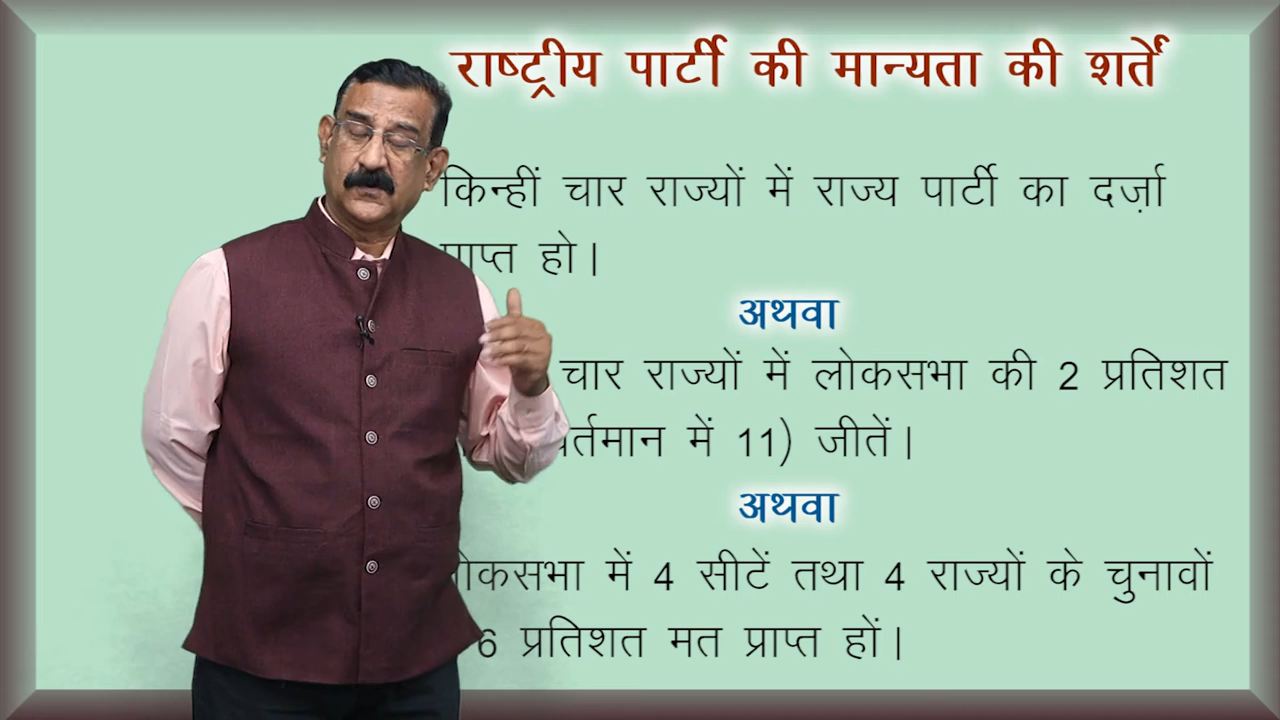 राष्ट्रीय पार्टी की मान्यता की शर्तें
किन्हीं चार राज्यों में राज्य पार्टी का दर्ज़ा
प्राप्त हो।
अथवा
चार राज्यों में लोकसभा की 2 प्रतिशत
वर्तमान में 11) जीतें।
अथवा
लोकसभा में 4 सीटें तथा 4 राज्यों के चुनावों
6 प्रतिशत मत प्राप्त हों।